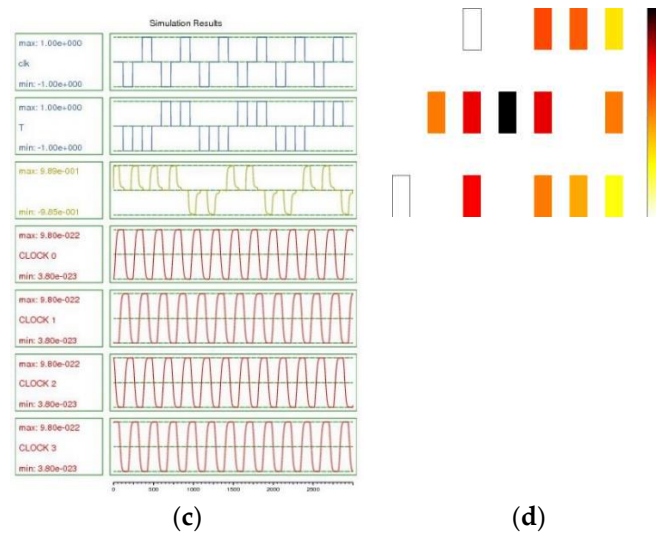 Simulation Results
max: 1.00e+000
clk
min: -1.00e+000
max: 1.00e+000
T
min: -1.00e+000
max: 9.89e-001
min: -9.85e-001
max: 9.80e-022
CLOCK 0
min: 3.80e-023
max: 9.80e-022
CLOCK 1
min: 3.80e-023
max: 9.80e-022
CLOCK 2
min: 3.80e-023
max: 9.80e-022
CLOCK 3
min: 3.80e-023
0 500 1000 1500 2000 2500
(c) (d)